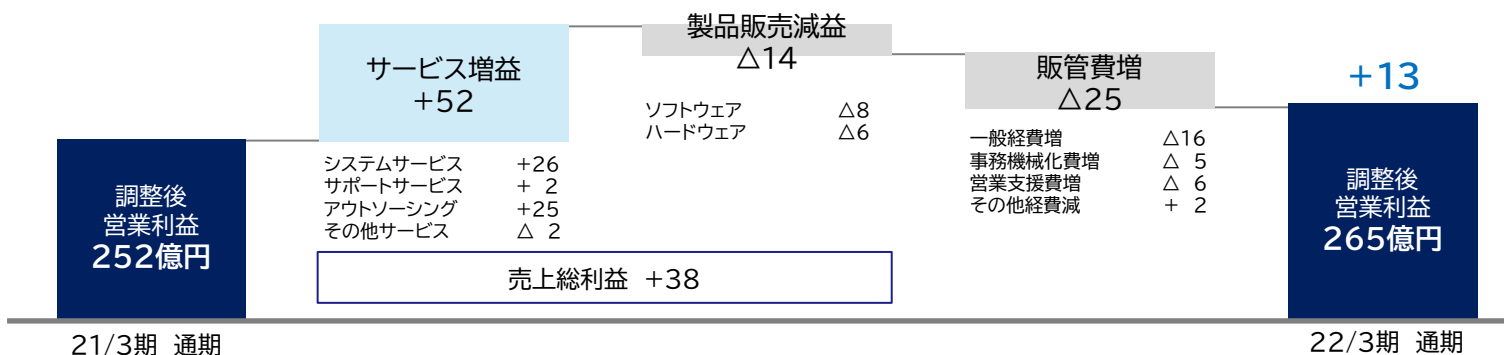 調整後
営業利益
252億円
21/3期 通期
サービス増益
+52
システムサービス +26
サポートサービス + 2
アウトソーシング +25
その他サービス △ 2
製品販売減益
△14
ソフトウェア △8
ハードウェア △6
売上総利益 +38
販管費増
△25
一般経費増 △16
事務機械化費増 △ 5
営業支援費増 △ 6
その他経費減 + 2
+13
調整後
営業利益
265億円
22/3期 通期